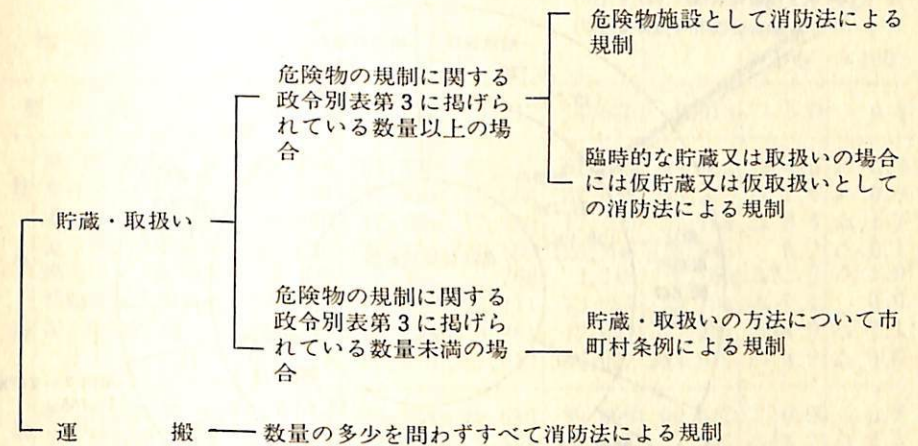 危険物施設として消防法による
規制
危険物の規制に関する
政令別表第3に掲げら
れている数量以上の場
合
臨時的な貯蔵又は取扱いの場合
には仮貯蔵又は仮取扱いとして
の消防法による規制
貯蔵・取扱い
危険物の規制に関する
政令別表第3に掲げら
れている数量未満の場
合
貯蔵・取扱いの方法について市
町村条例による規制
運搬
数量の多少を問わずすべて消防法による規制